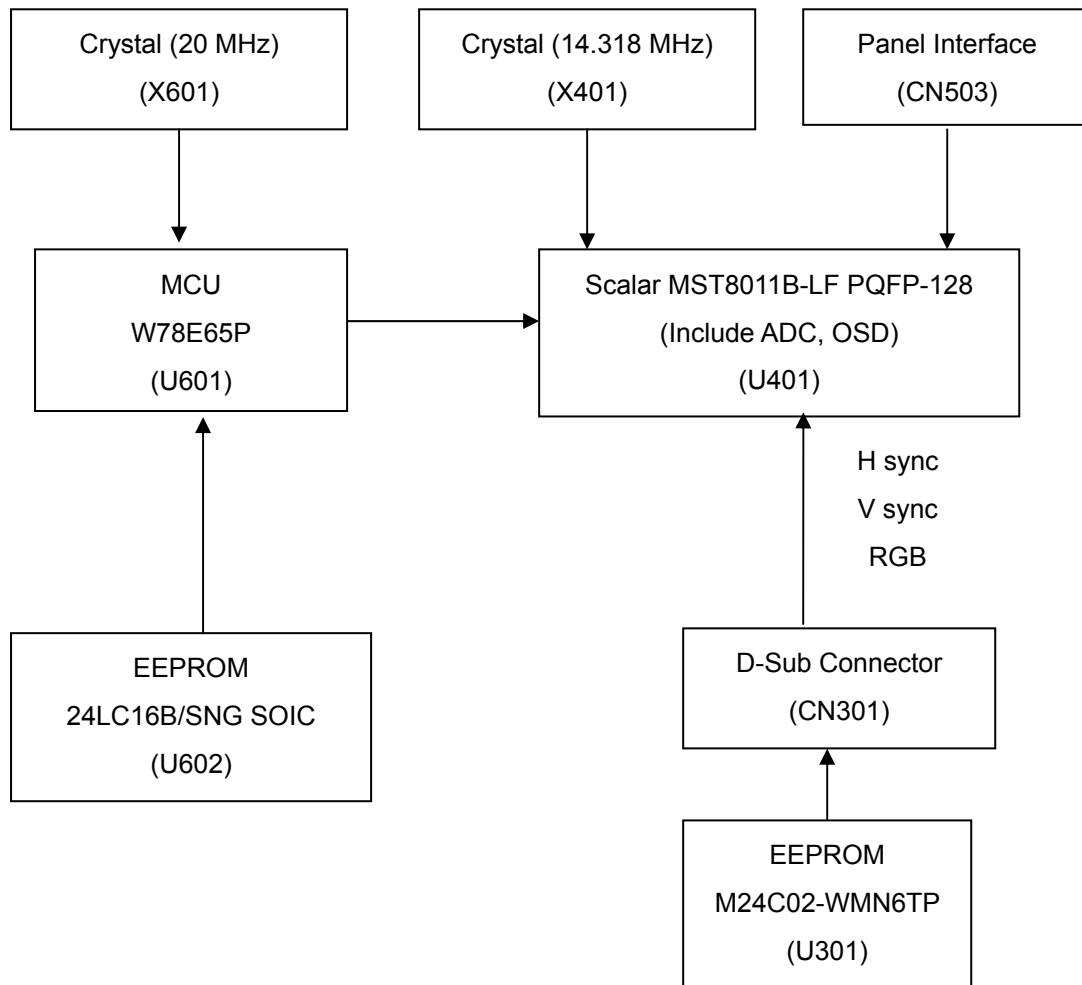 Crystal (20 MHz)
(X601)
Crystal (14.318 MHz)
(X401)
Panel Interface
(CN503)
MCU
W78E65P
(U601)
Scalar MST8011B-LF PQFP-128
(Include ADC, OSD)
(U401)
H sync
V sync
RGB
EEPROM
24LC16B/SNG SOIC
(U602)
D-Sub Connector
(CN301)
EEPROM
M24C02-WMN6TP
(U301)